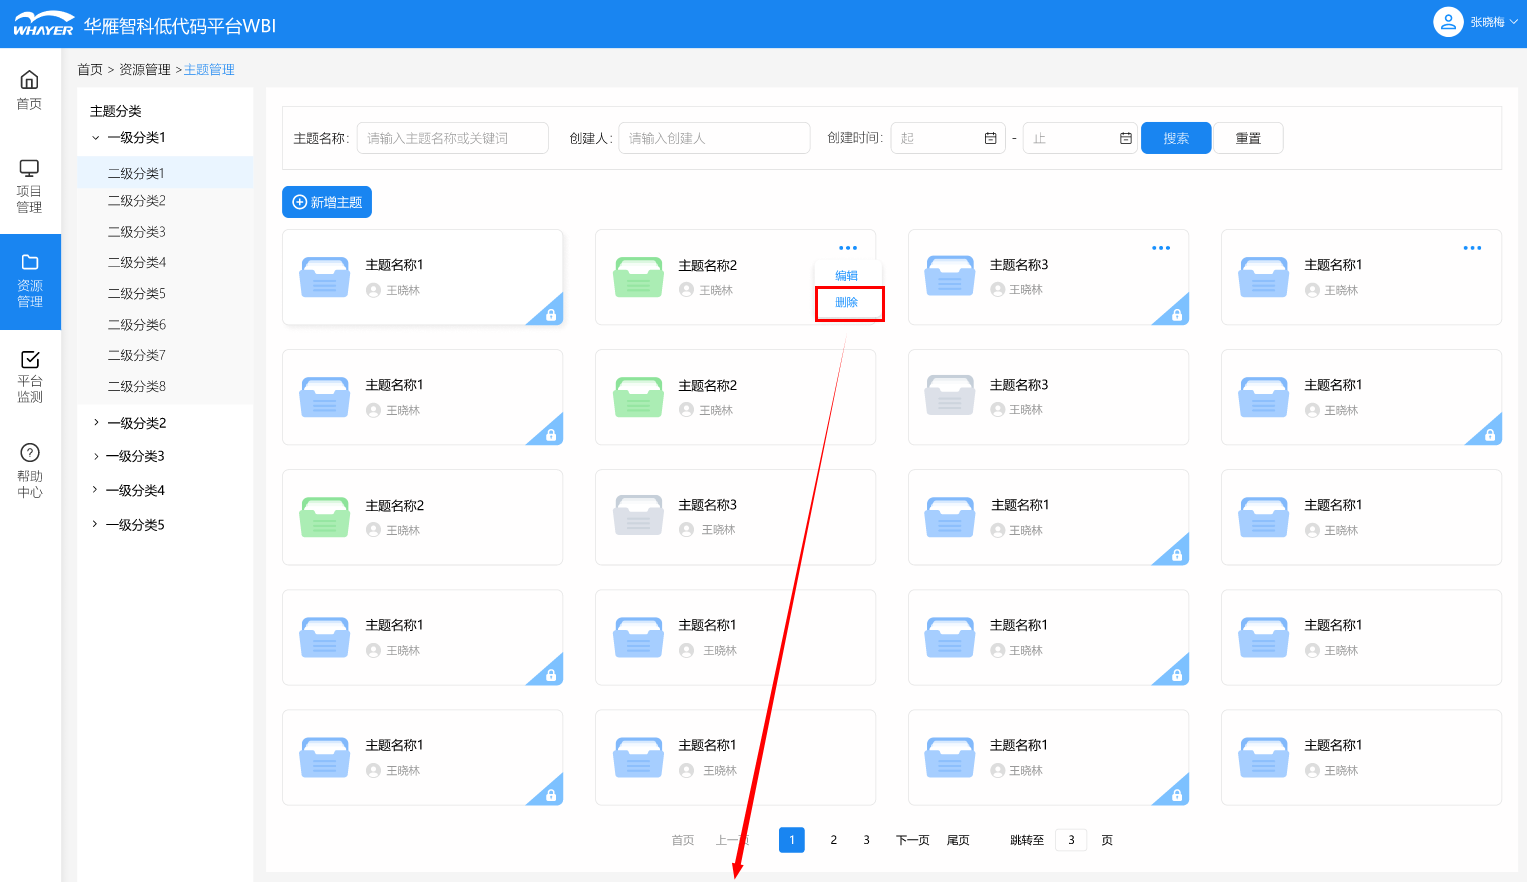 WHAYER 华雁智科低代码平台WBI
张晓梅
首页
项目
管理
资源
管理
平台
监测
帮助
中心
首页 > 资源管理 >主题管理
主题分类
一级分类1
二级分类1
二级分类2
二级分类3
二级分类4
二级分类5
二级分类6
二级分类7
二级分类8
一级分类2
一级分类3
一级分类4
一级分类5
主题名称: 请输入主题名称或关键词 创建人: 请输入创建人 创建时间: 起 - 止 搜索 重置
新增主题
主题名称1
王晓林
主题名称2
王晓林
编辑
删除
主题名称3
王晓林
主题名称1
王晓林
主题名称1
王晓林
主题名称2
王晓林
主题名称3
王晓林
主题名称1
王晓林
主题名称2
王晓林
主题名称3
王晓林
主题名称1
王晓林
主题名称1
王晓林
主题名称1
王晓林
主题名称1
王晓林
主题名称1
王晓林
主题名称1
王晓林
主题名称1
王晓林
主题名称1
王晓林
主题名称1
王晓林
主题名称1
王晓林
首页 上一页 1 2 3 下一页 尾页 跳转至 3 页